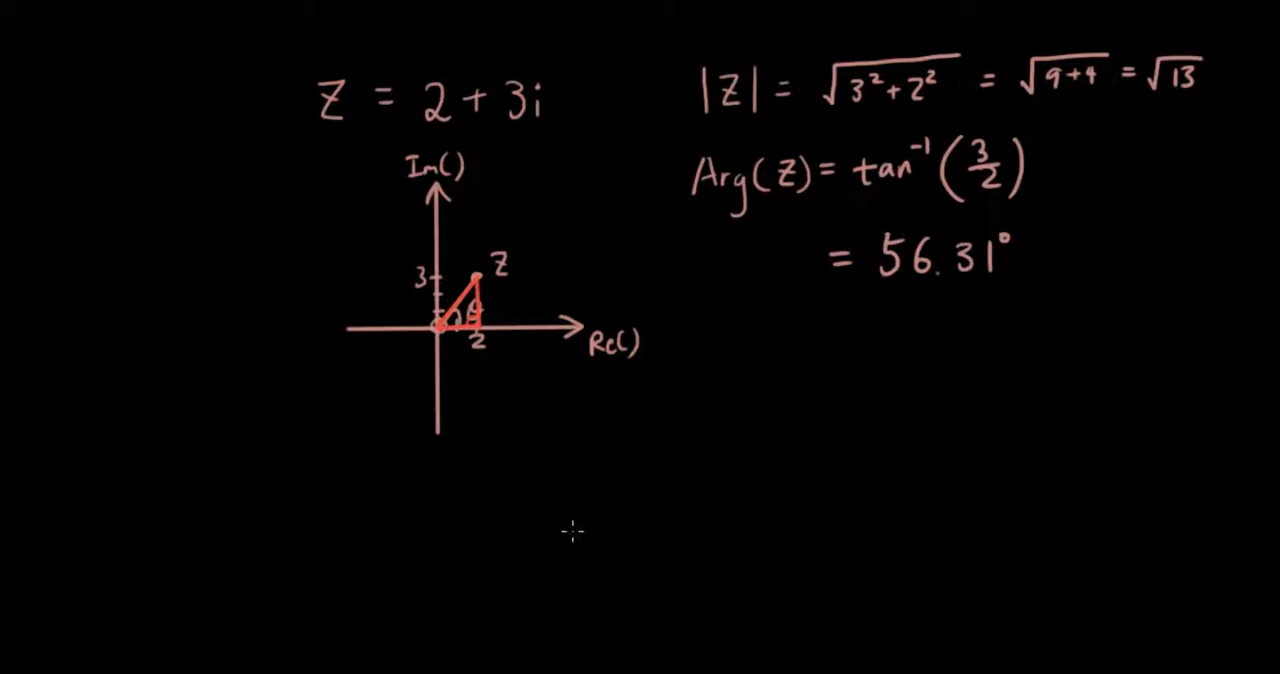 Z = 2 + 3i
|Z| = √(3²+2²) = √(9+4) = √13
Arg(Z) = tan⁻¹(3/2)
= 56.31°
Im()
3
Z
2
Re()